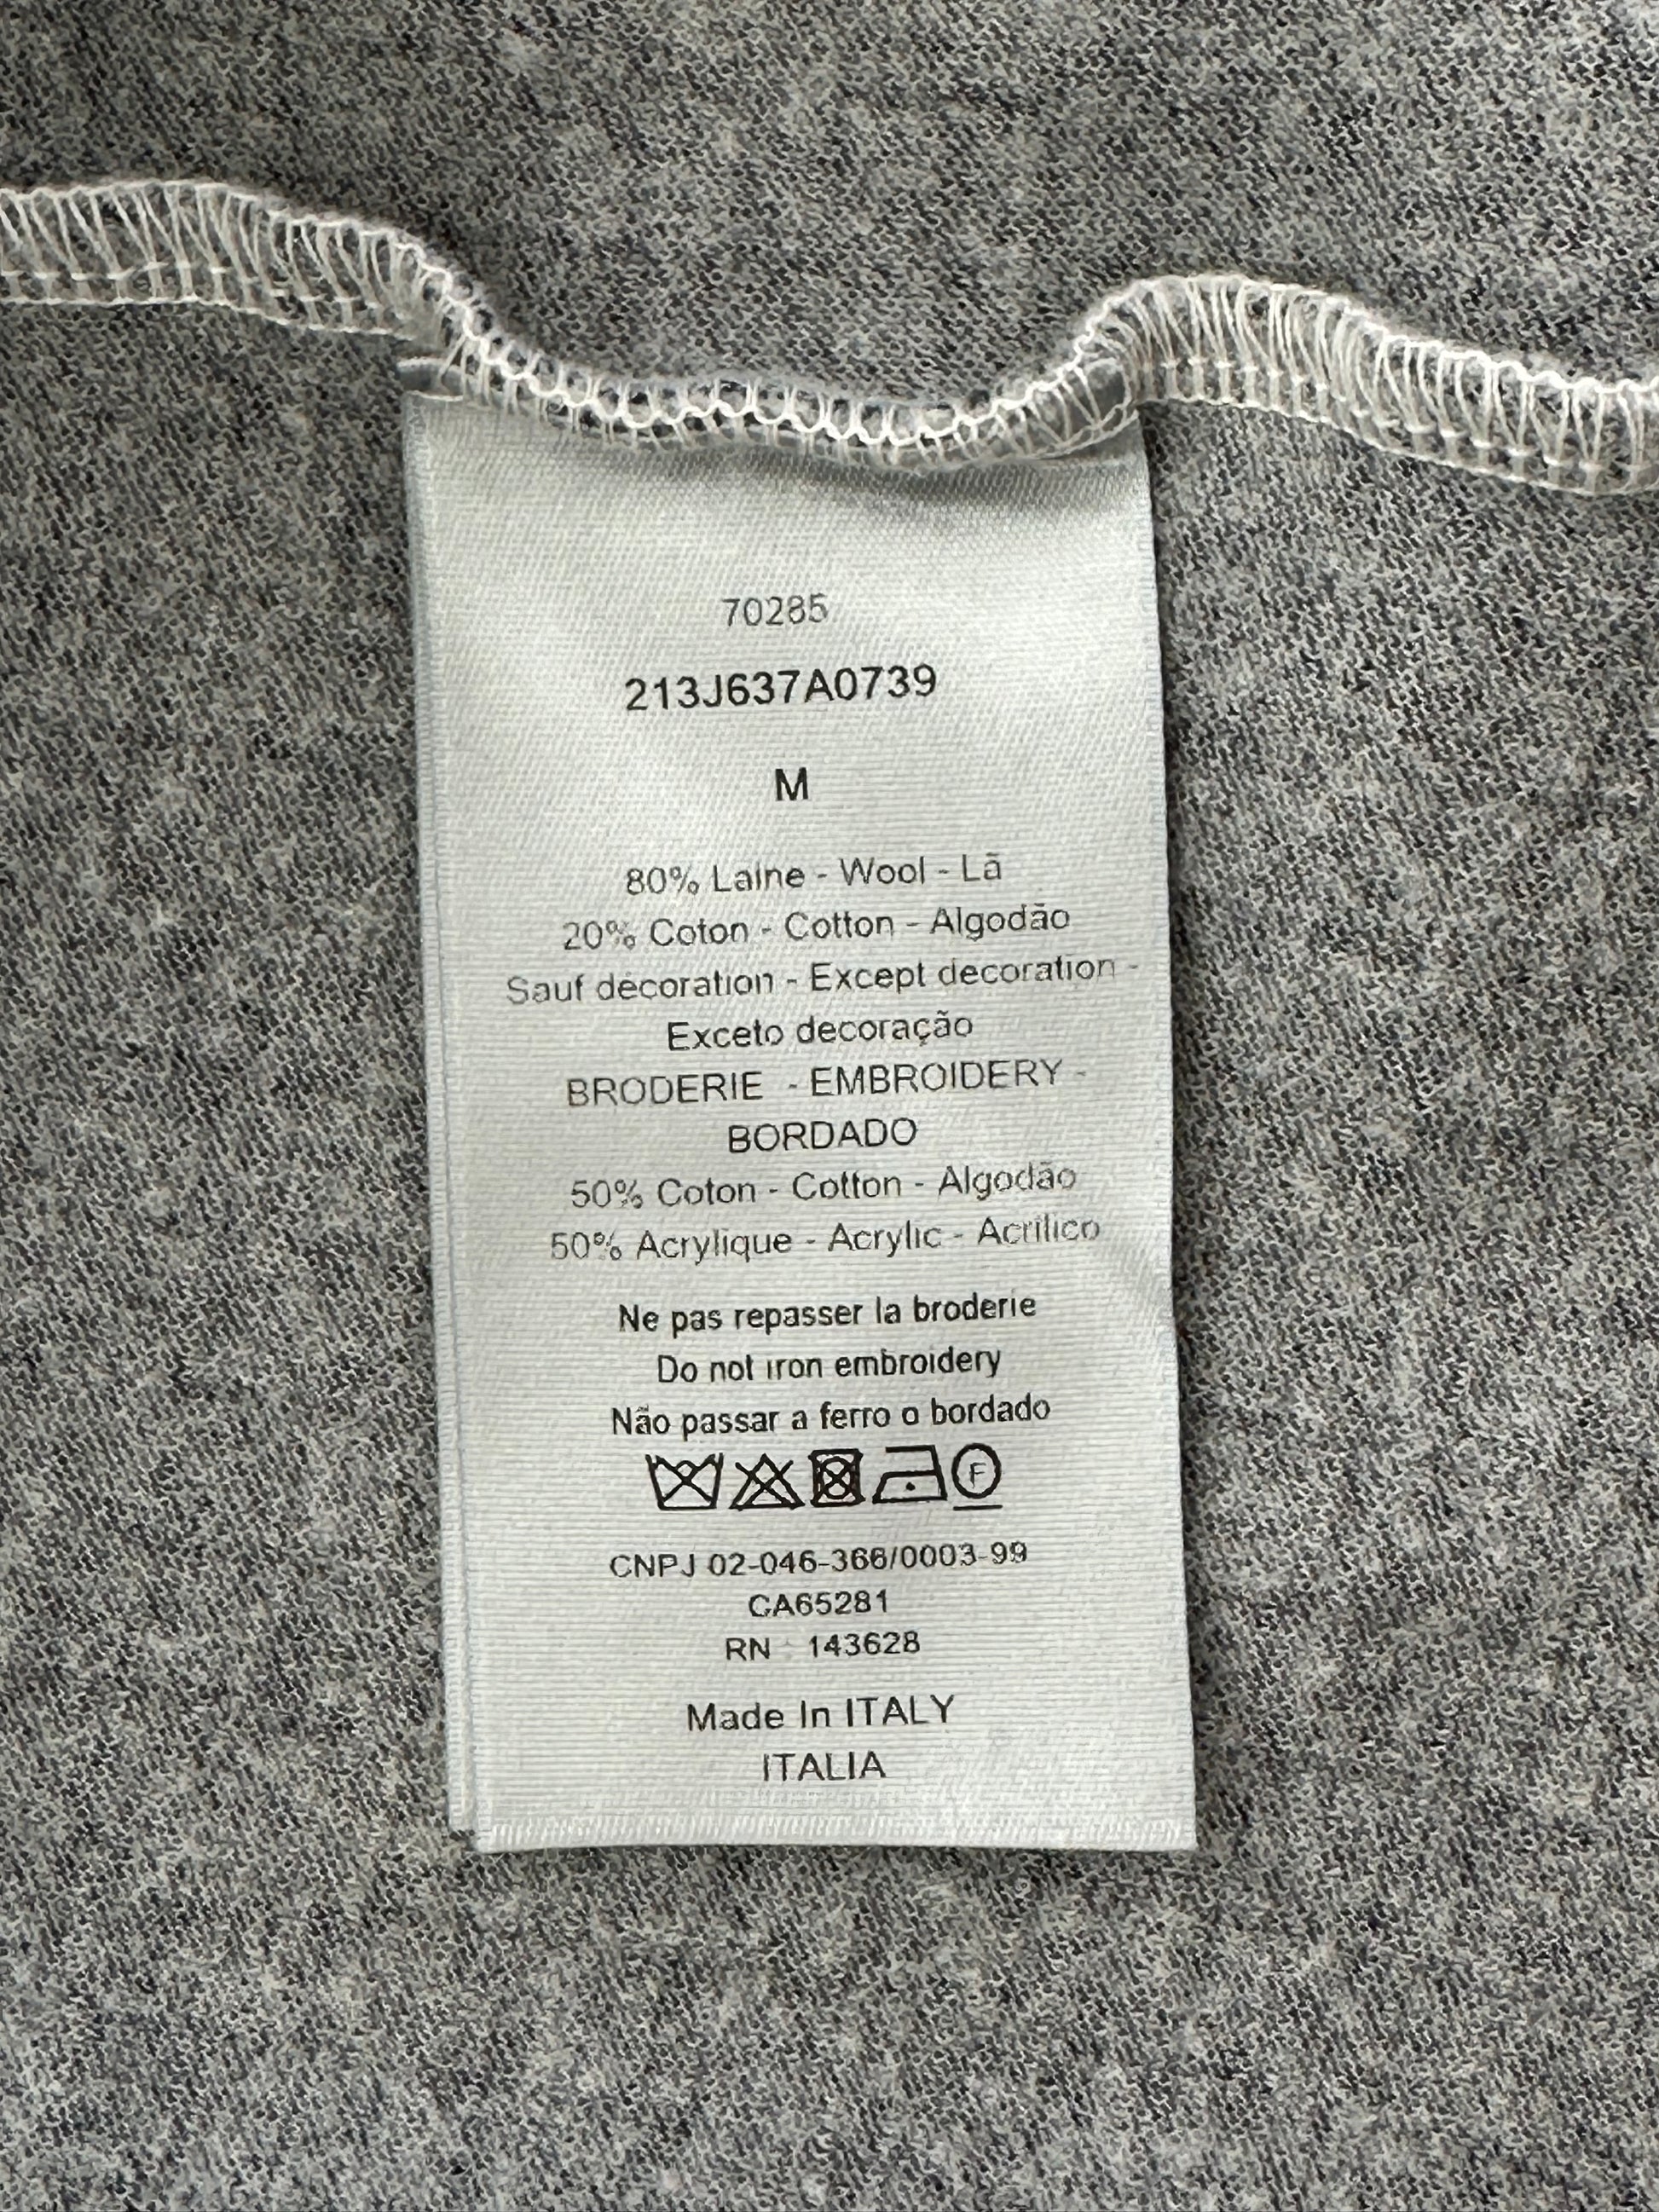 70285
213J637A0739
M
80% Laine - Wool - Lã
20% Coton - Cotton - Algodão
Sauf décoration - Except decoration -
Exceto decoração
BRODERIE - EMBROIDERY -
BORDADO
50% Coton - Cotton - Algodão
50% Acrylique - Acrylic - Acrílico
Ne pas repasser la broderie
Do not iron embroidery
Não passar a ferro o bordado
F
CNPJ 02-046-366/0003-99
CA65281
RN 143628
Made In ITALY
ITALIA